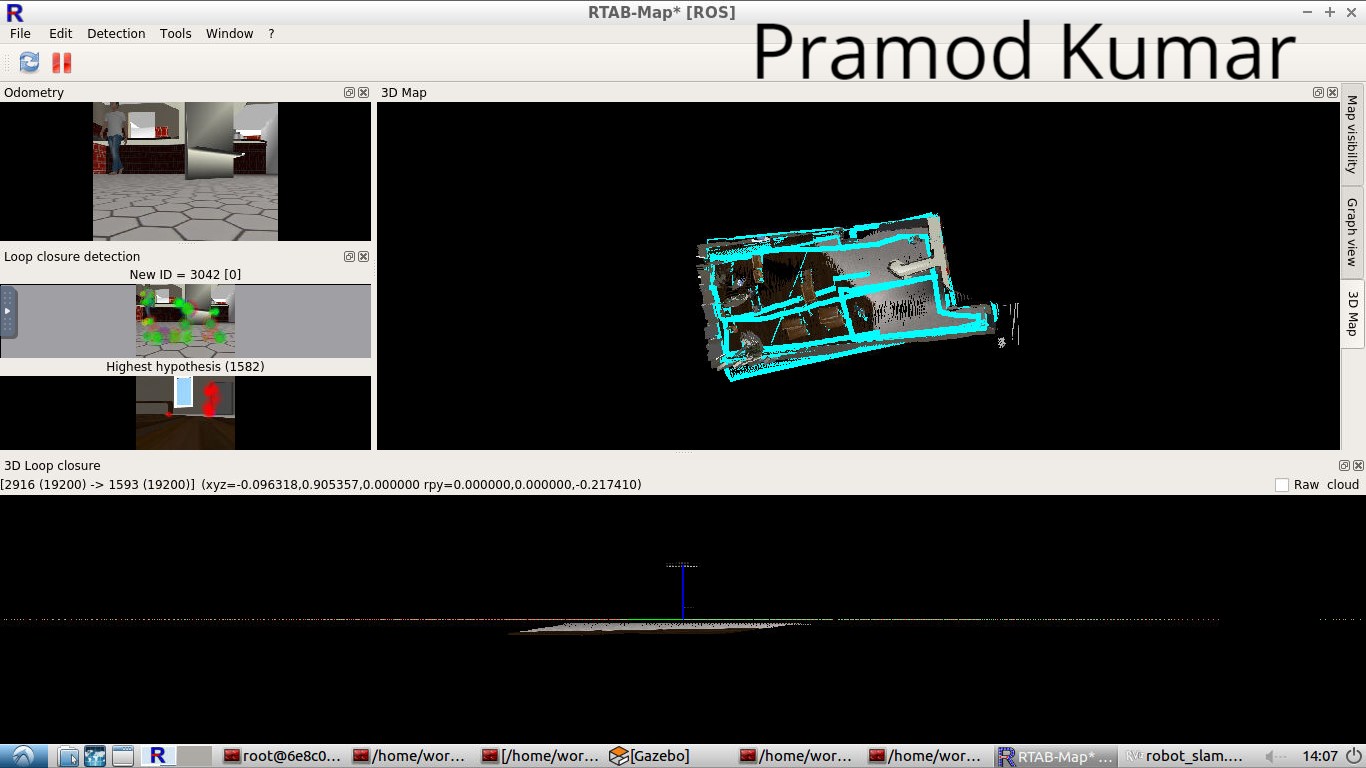 RTAB-Map* [ROS]
File Edit Detection Tools Window ?
Pramod Kumar
Odometry
3D Map
Map visibility
Graph view
3D Map
Loop closure detection
New ID = 3042 [0]
Highest hypothesis (1582)
3D Loop closure
[2916 (19200) -> 1593 (19200)] (xyz=-0.096318,0.905357,0.000000 rpy=0.000000,0.000000,-0.217410)
Raw cloud
R root@6e8c0... /home/wor... [/home/wor... [Gazebo] /home/wor... /home/wor... RTAB-Map* ... robot_slam.... 14:07